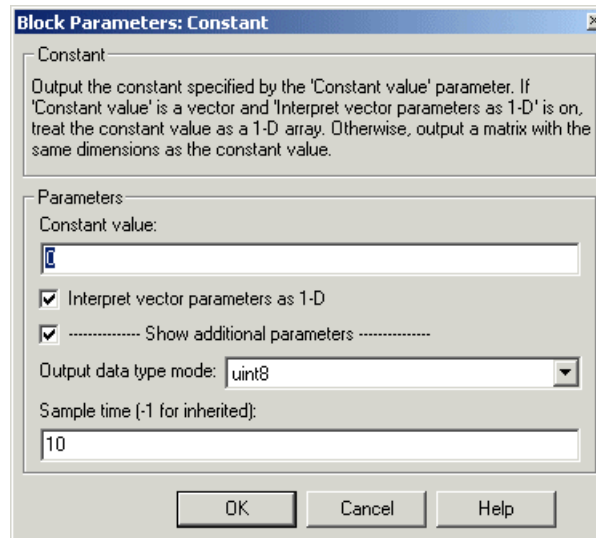 Block Parameters: Constant
Constant
Output the constant specified by the 'Constant value' parameter. If
'Constant value' is a vector and 'Interpret vector parameters as 1-D' is on,
treat the constant value as a 1-D array. Otherwise, output a matrix with the
same dimensions as the constant value.
Parameters
Constant value:
0
Interpret vector parameters as 1-D
-------------- Show additional parameters --------------
Output data type mode: uint8
Sample time (-1 for inherited):
10
OK Cancel Help